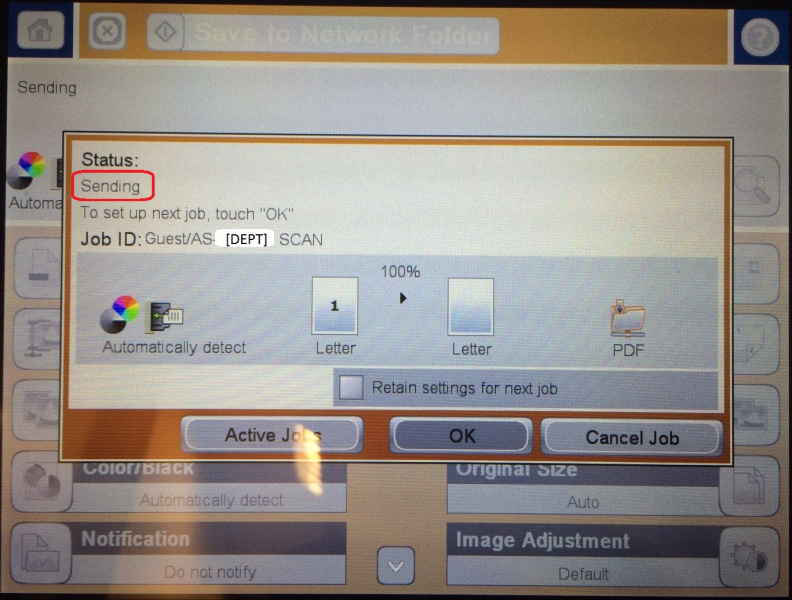 Save to Network Folder
?
Sending
Status:
Sending
To set up next job, touch "OK"
Job ID: Guest/AS-[DEPT] SCAN
100%
1
Automatically detect
Letter
Letter
PDF
Retain settings for next job
Active Jobs
OK
Cancel Job
Color/Black
Automatically detect
Original Size
Auto
Notification
Do not notify
Image Adjustment
Default